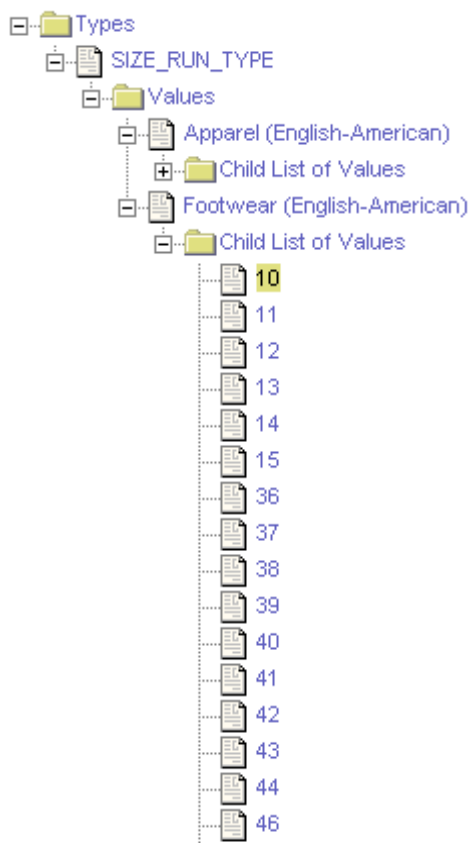 Types
SIZE_RUN_TYPE
Values
Apparel (English-American)
Child List of Values
Footwear (English-American)
Child List of Values
10
11
12
13
14
15
36
37
38
39
40
41
42
43
44
46